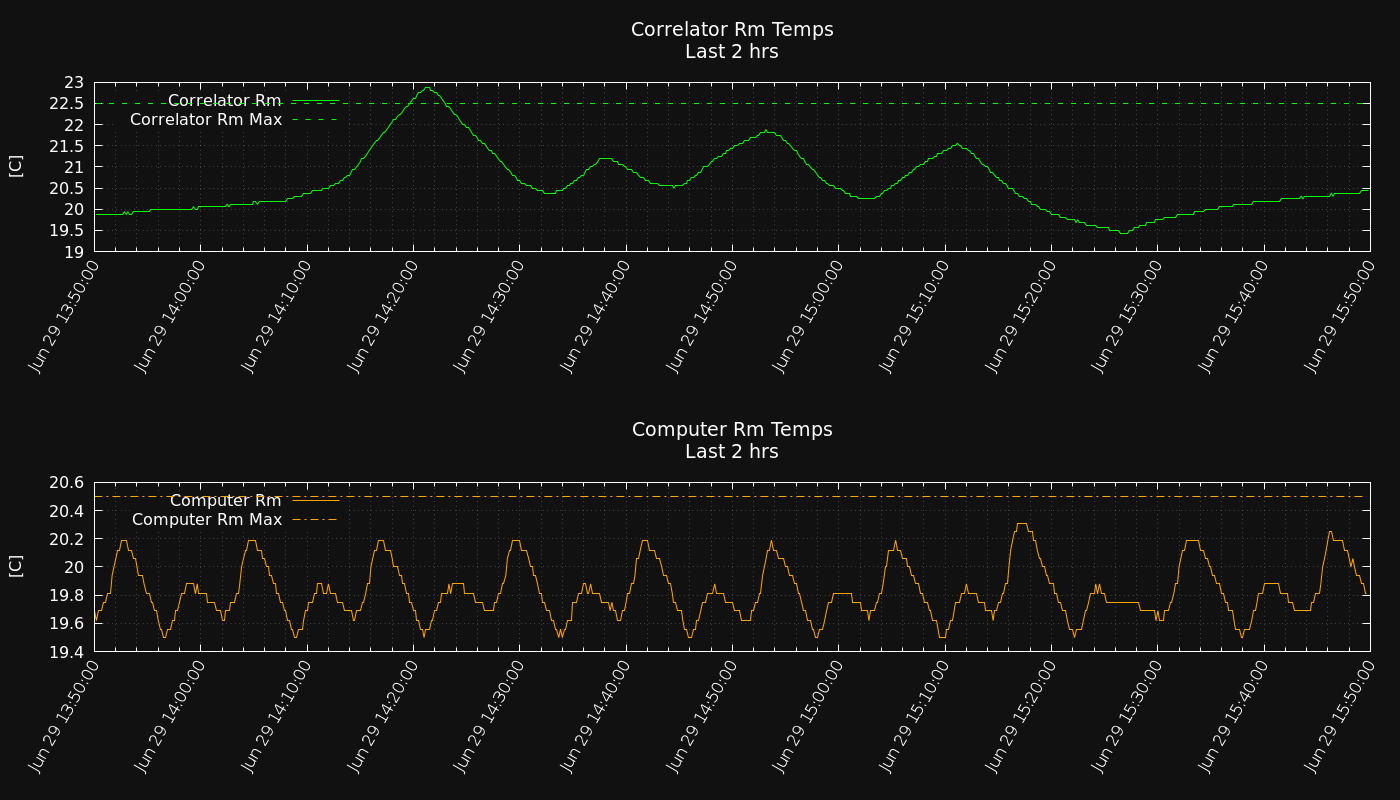 Correlator Rm Temps
Last 2 hrs
23
22.5
22
21.5
21
20.5
20
19.5
19
[C]
Correlator Rm
Correlator Rm Max
Jun 29 13:50:00
Jun 29 14:00:00
Jun 29 14:10:00
Jun 29 14:20:00
Jun 29 14:30:00
Jun 29 14:40:00
Jun 29 14:50:00
Jun 29 15:00:00
Jun 29 15:10:00
Jun 29 15:20:00
Jun 29 15:30:00
Jun 29 15:40:00
Jun 29 15:50:00
Computer Rm Temps
Last 2 hrs
20.6
20.4
20.2
20
19.8
19.6
19.4
[C]
Computer Rm
Computer Rm Max
Jun 29 13:50:00
Jun 29 14:00:00
Jun 29 14:10:00
Jun 29 14:20:00
Jun 29 14:30:00
Jun 29 14:40:00
Jun 29 14:50:00
Jun 29 15:00:00
Jun 29 15:10:00
Jun 29 15:20:00
Jun 29 15:30:00
Jun 29 15:40:00
Jun 29 15:50:00